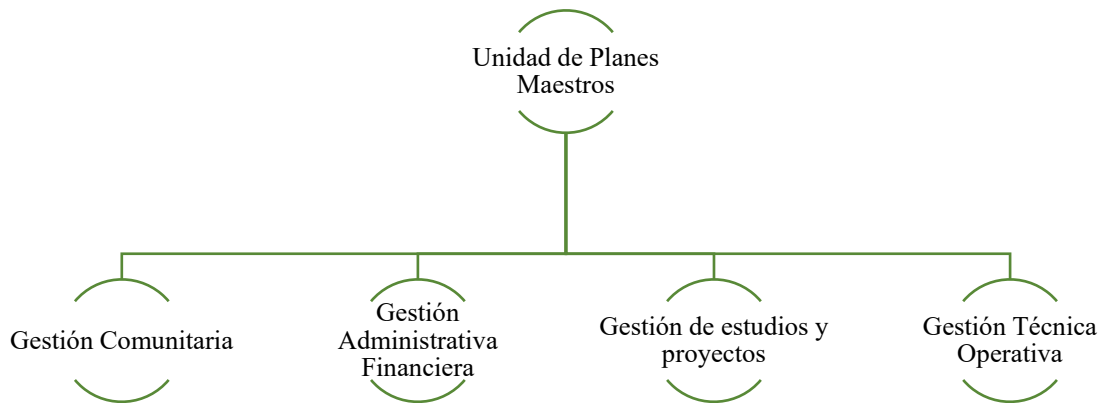 Unidad de Planes
Maestros
Gestión Comunitaria
Gestión
Administrativa
Financiera
Gestión de estudios y
proyectos
Gestión Técnica
Operativa